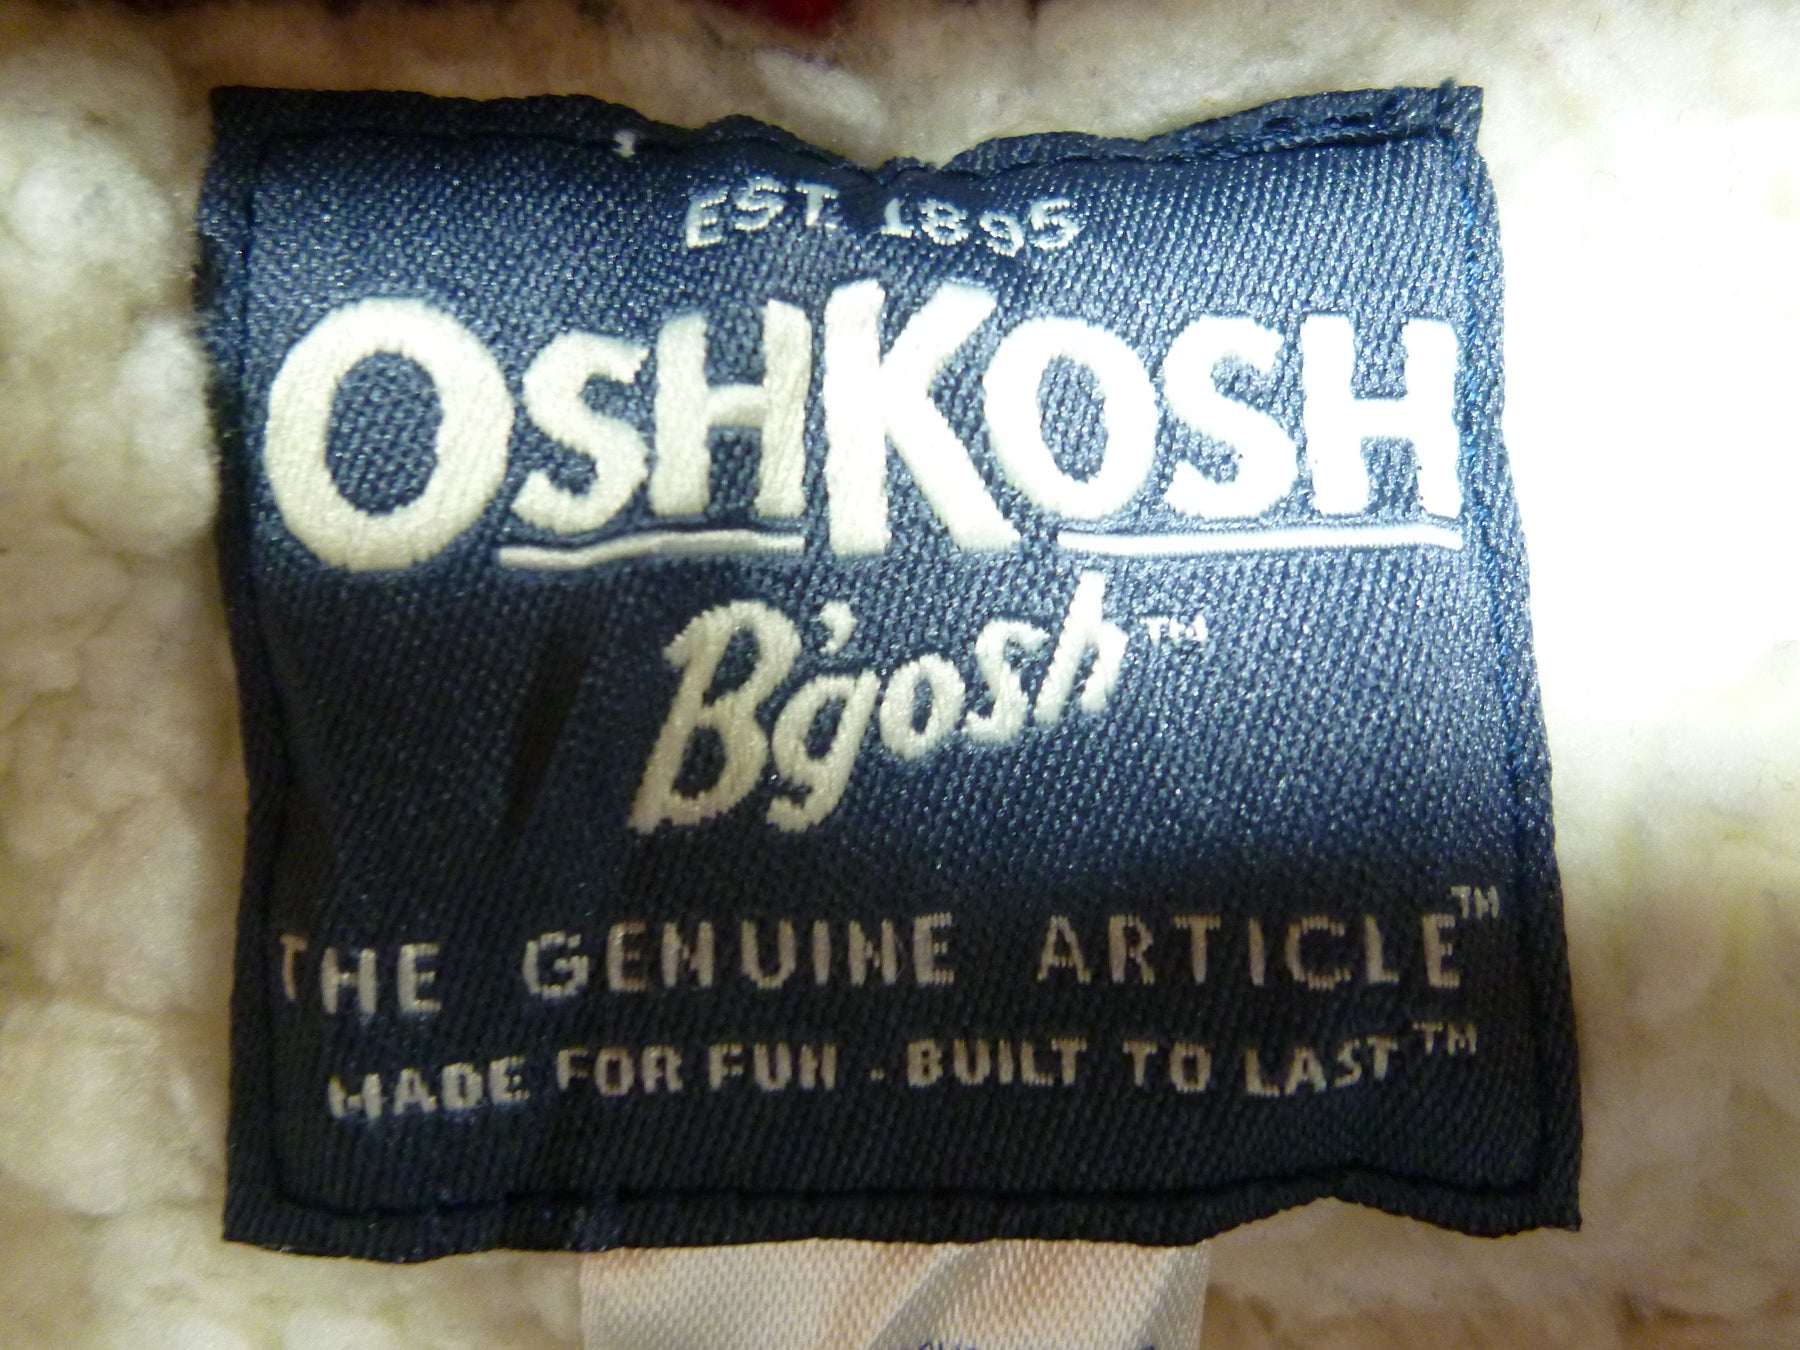 EST. 1895
OSHKOSH
B'gosh™
THE GENUINE ARTICLE™
MADE FOR FUN . BUILT TO LAST™